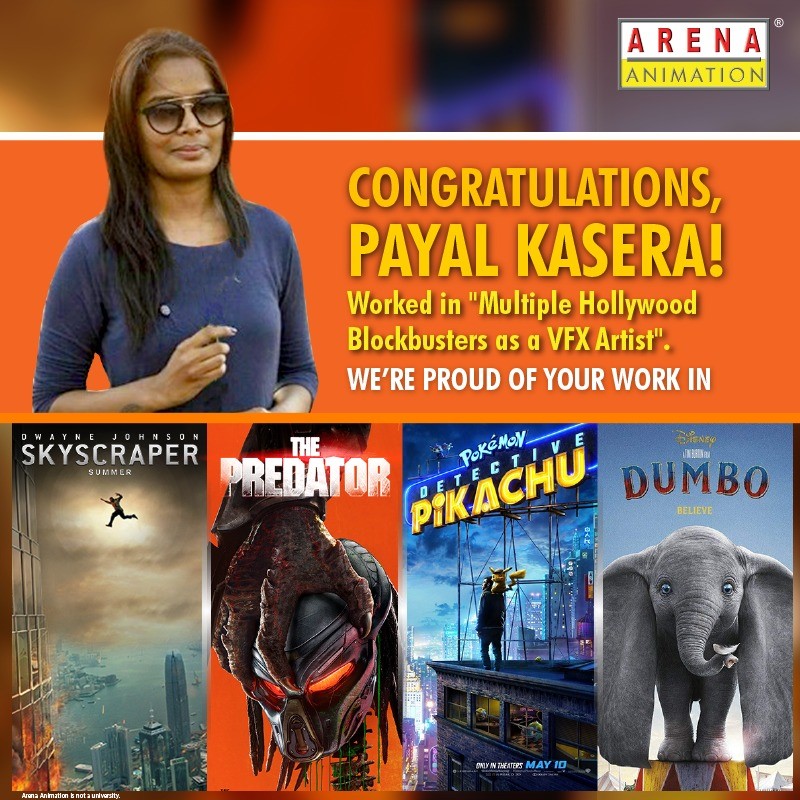 ARENA®
ANIMATION
CONGRATULATIONS,
PAYAL KASERA!
Worked in "Multiple Hollywood
Blockbusters as a VFX Artist".
WE'RE PROUD OF YOUR WORK IN
DWAYNE JOHNSON
SKYSCRAPER
SUMMER
THE
PREDATOR
POKÉMON
DETECTIVE
PIKACHU
ONLY IN THEATERS MAY 10
Disney
DUMBO
BELIEVE
Arena Animation is not a university.